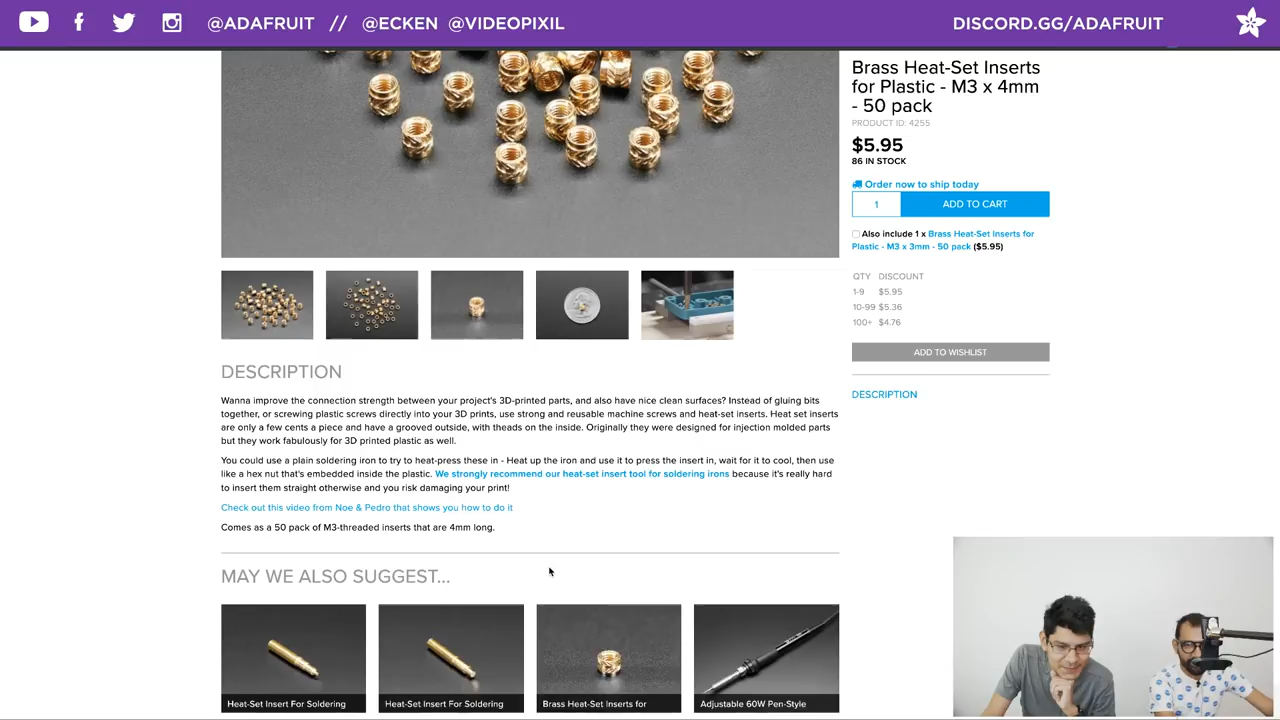 @ADAFRUIT // @ECKEN @VIDEOPIXIL
DISCORD.GG/ADAFRUIT
Brass Heat-Set Inserts
for Plastic - M3 x 4mm
- 50 pack
PRODUCT ID: 4255
$5.95
86 IN STOCK
Order now to ship today
1
ADD TO CART
Also include 1 x Brass Heat-Set Inserts for
Plastic - M3 x 3mm - 50 pack ($5.95)
QTY DISCOUNT
1-9 $5.95
10-99 $5.36
100+ $4.76
ADD TO WISHLIST
DESCRIPTION
DESCRIPTION
Wanna improve the connection strength between your project's 3D-printed parts, and also have nice clean surfaces? Instead of gluing bits
together, or screwing plastic screws directly into your 3D prints, use strong and reusable machine screws and heat-set inserts. Heat set inserts
are only a few cents a piece and have a grooved outside, with theads on the inside. Originally they were designed for injection molded parts
but they work fabulously for 3D printed plastic as well.
You could use a plain soldering iron to try to heat-press these in - Heat up the iron and use it to press the insert in, wait for it to cool, then use
like a hex nut that's embedded inside the plastic. We strongly recommend our heat-set insert tool for soldering irons because it's really hard
to insert them straight otherwise and you risk damaging your print!
Check out this video from Noe & Pedro that shows you how to do it
Comes as a 50 pack of M3-threaded inserts that are 4mm long.
MAY WE ALSO SUGGEST...
Heat-Set Insert For Soldering
Heat-Set Insert For Soldering
Brass Heat-Set Inserts for
Adjustable 60W Pen-Style